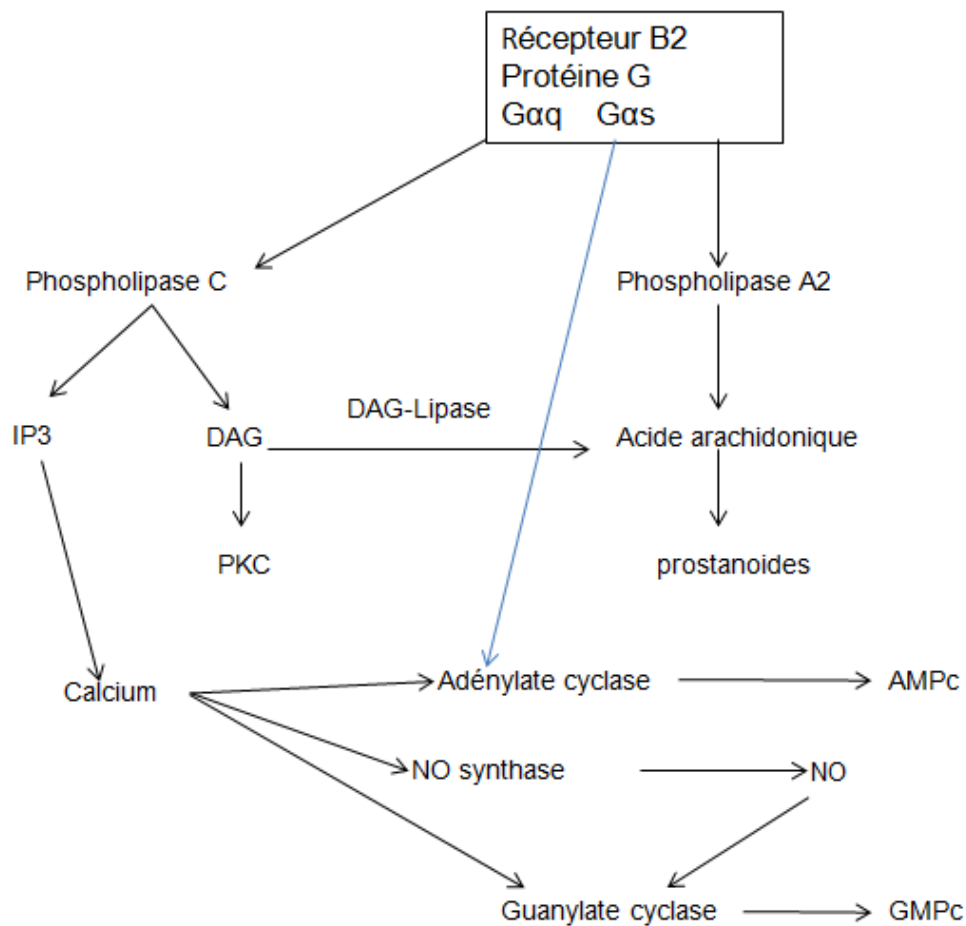 Récepteur B2
Protéine G
Gαq Gαs
Phospholipase C
Phospholipase A2
DAG-Lipase
IP3
DAG
Acide arachidonique
PKC
prostanoides
Calcium
Adénylate cyclase
AMPc
NO synthase
NO
Guanylate cyclase
GMPc